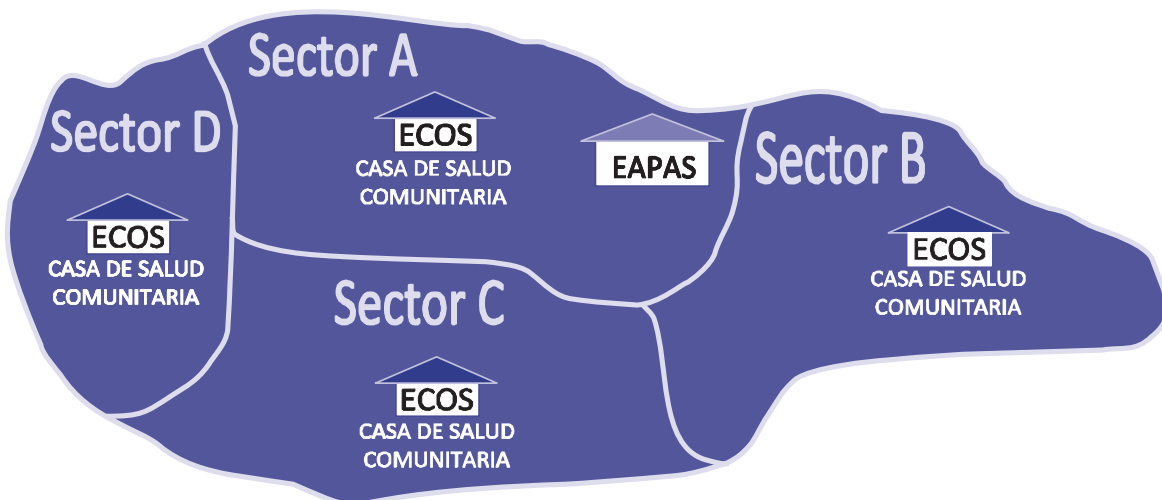 Sector A
ECOS
CASA DE SALUD
COMUNITARIA
EAPAS
Sector B
ECOS
CASA DE SALUD
COMUNITARIA
Sector D
ECOS
CASA DE SALUD
COMUNITARIA
Sector C
ECOS
CASA DE SALUD
COMUNITARIA